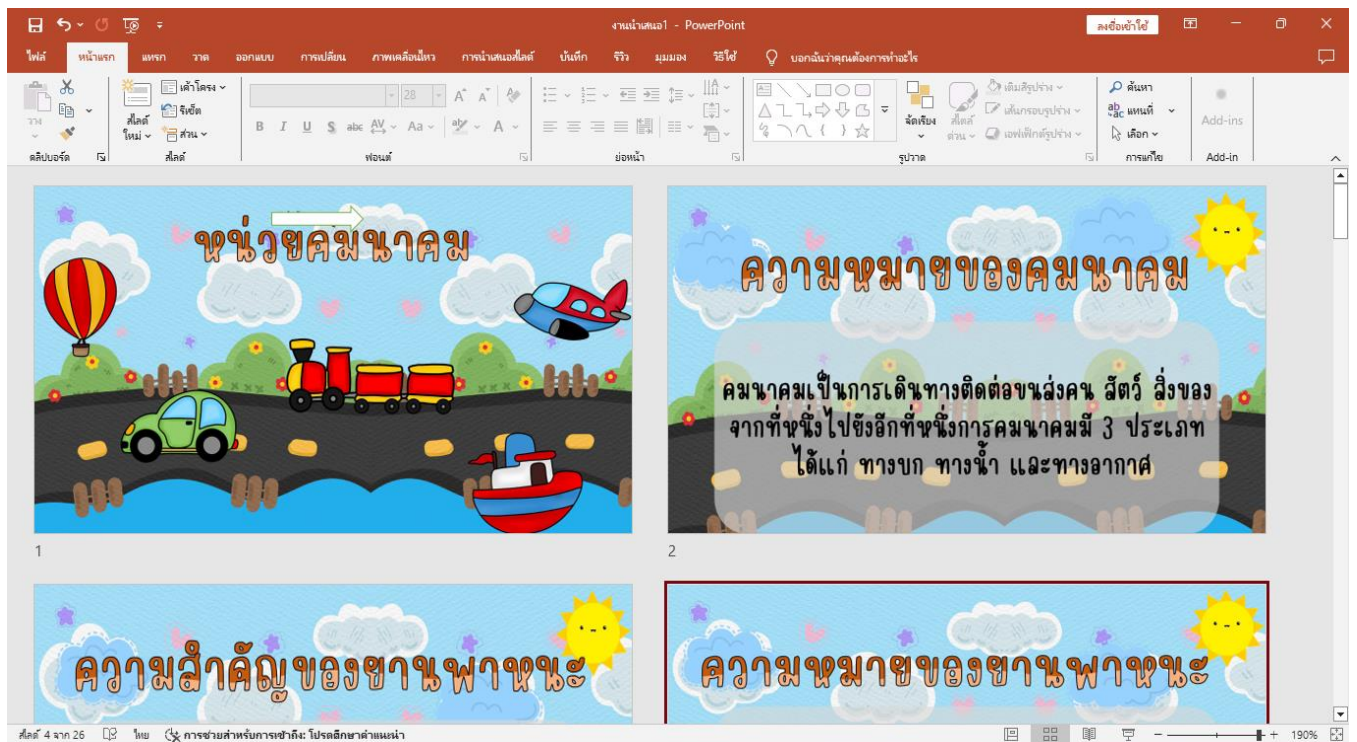 งานนำเสนอ1 - PowerPoint
ลงชื่อเข้าใช้
ไฟล์ หน้าแรก แทรก วาด ออกแบบ การเปลี่ยน ภาพเคลื่อนไหว การนำเสนอสไลด์ บันทึก รีวิว มุมมอง วิธีใช้ บอกฉันว่าคุณต้องการทำอะไร
วาง
สไลด์ใหม่
เค้าโครง
รีเซ็ต
ส่วน
28
จัดเรียง
สไตล์ด่วน
เติมสีรูปร่าง
เส้นกรอบรูปร่าง
เอฟเฟ็กต์รูปร่าง
ค้นหา
แทนที่
เลือก
Add-ins
คลิปบอร์ด สไลด์ ฟอนต์ ย่อหน้า รูปวาด การแก้ไข Add-in
หน่วยคมนาคม
1
ความหมายของคมนาคม
คมนาคมเป็นการเดินทางติดต่อขนส่งคน สัตว์ สิ่งของ
จากที่หนึ่งไปยังอีกที่หนึ่งการคมนาคมมี 3 ประเภท
ได้แก่ ทางบก ทางน้ำ และทางอากาศ
2
ความสำคัญของยานพาหนะ
ความหมายของยานพาหนะ
สไลด์ 4 จาก 26 ไทย การช่วยสำหรับการเข้าถึง: โปรดศึกษาคำแนะนำ 190%